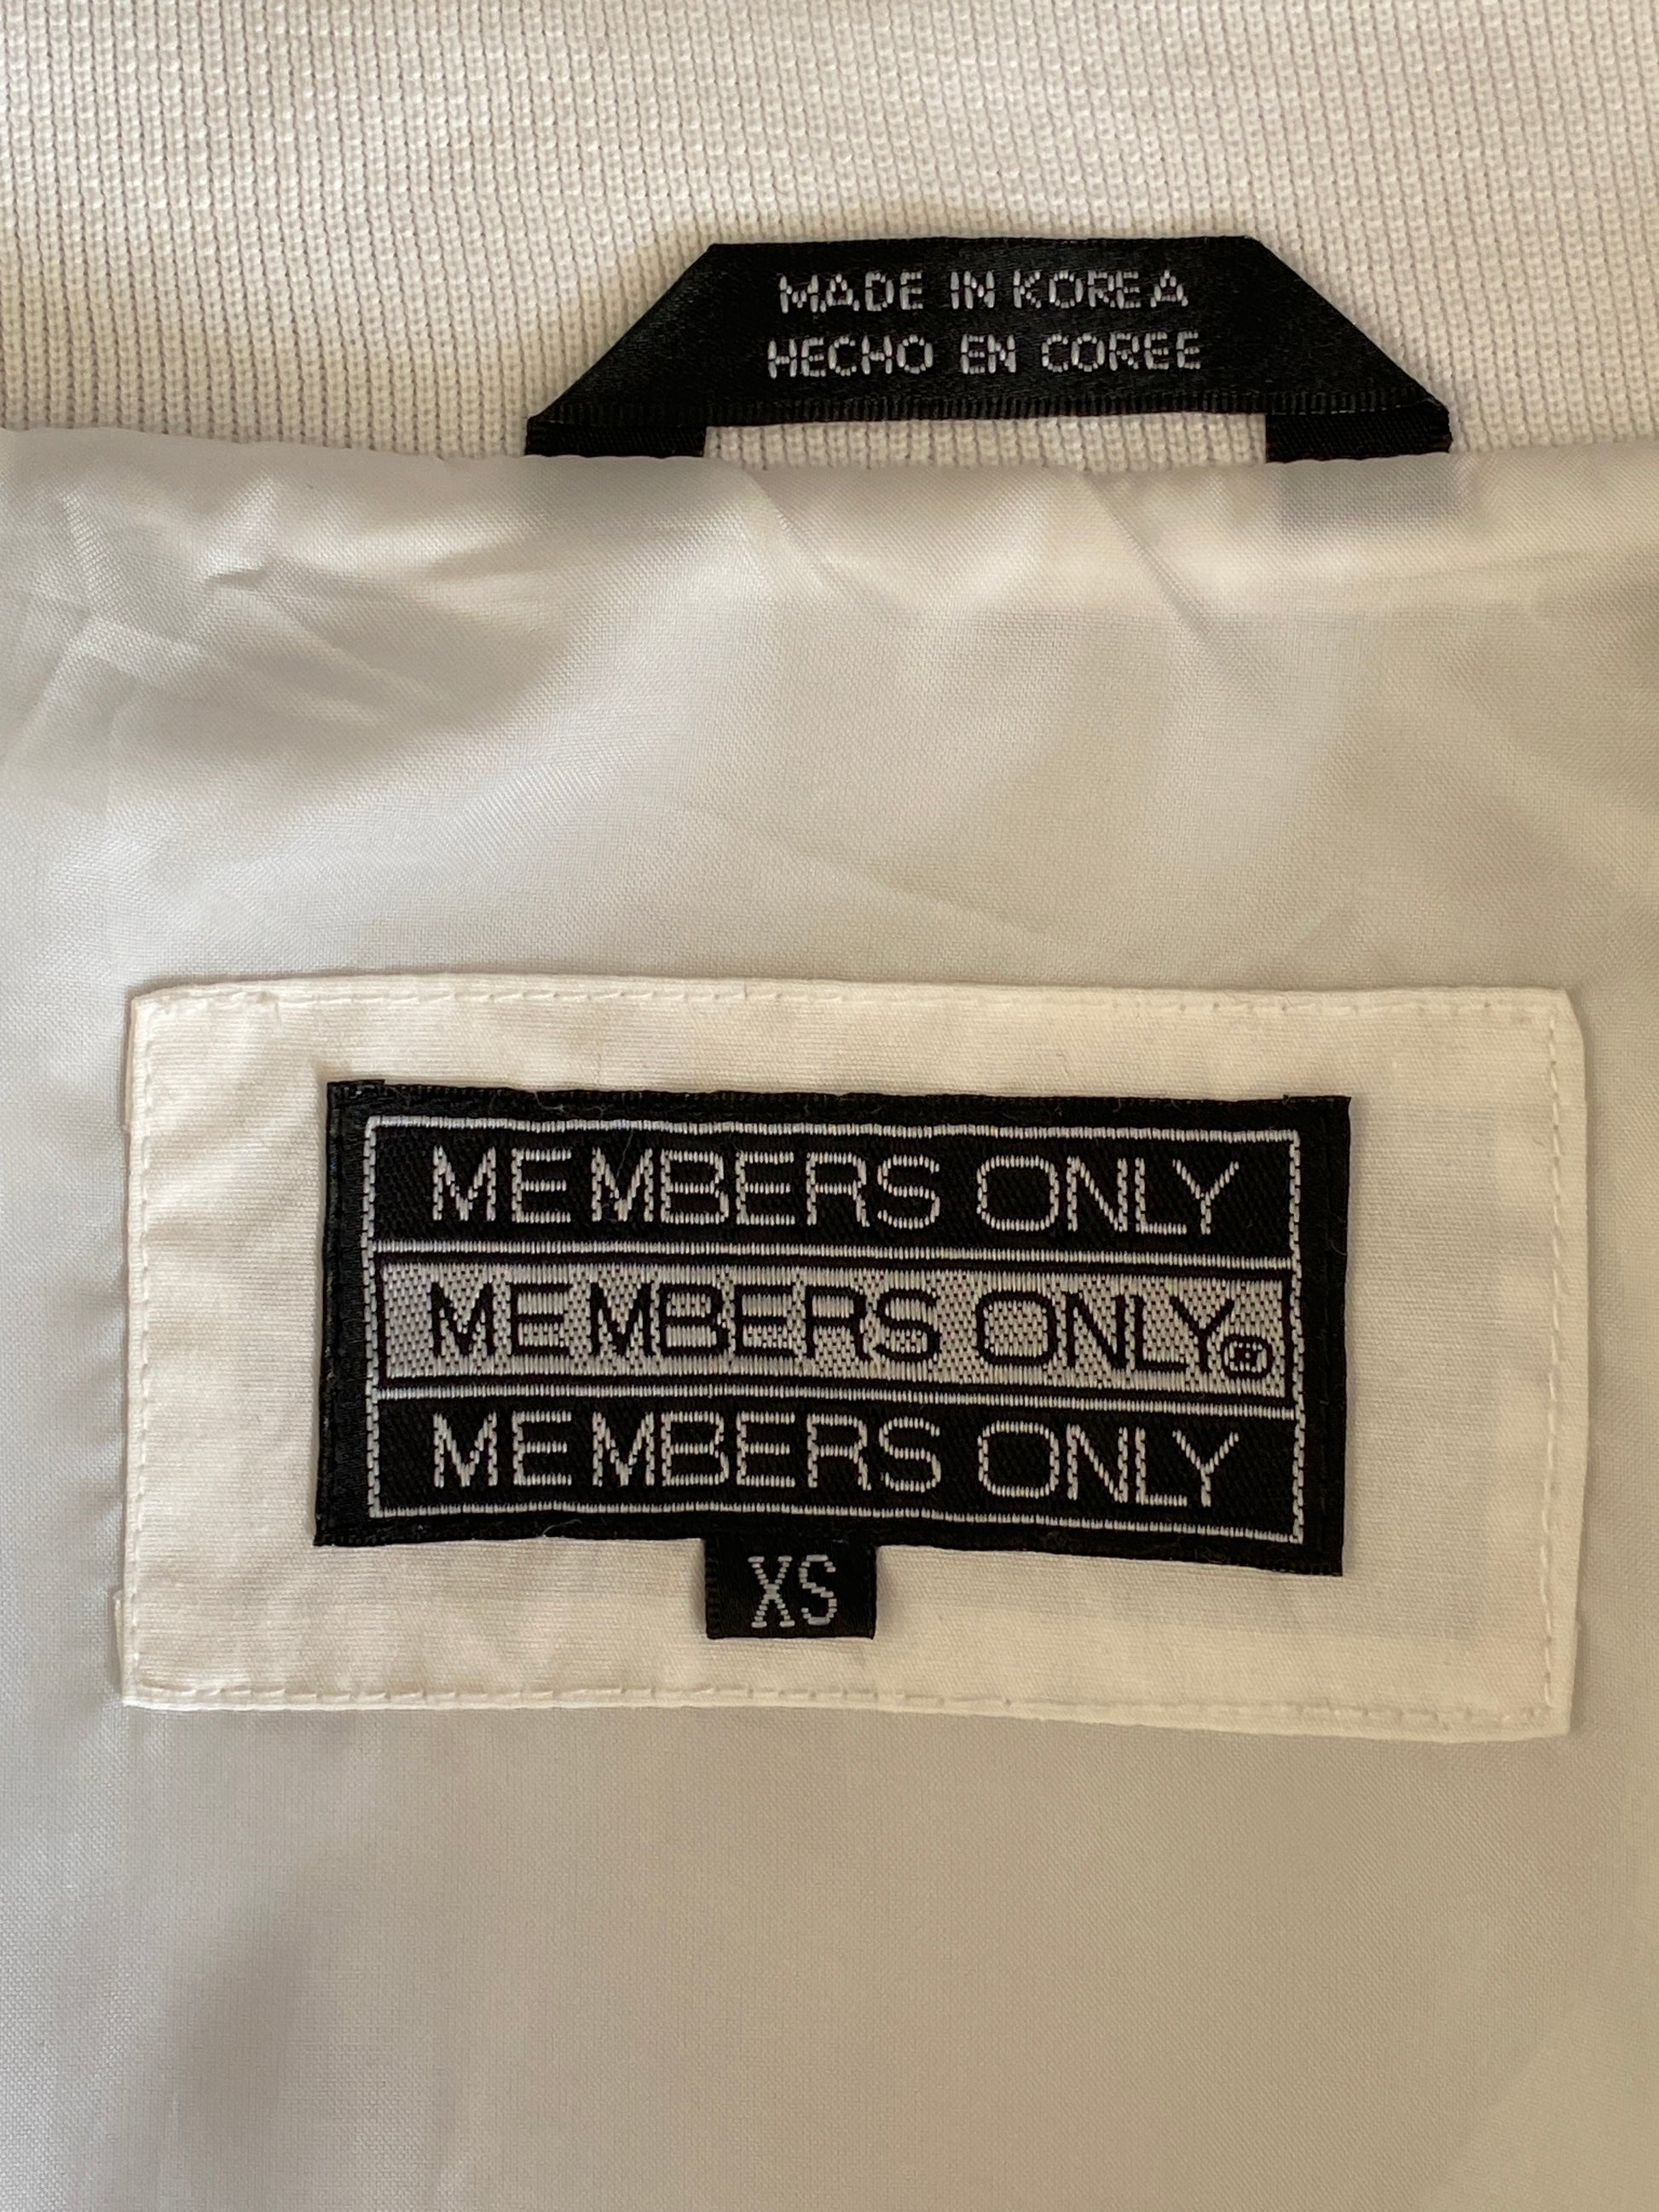 MADE IN KOREA
HECHO EN COREE
MEMBERS ONLY
MEMBERS ONLY®
MEMBERS ONLY
XS